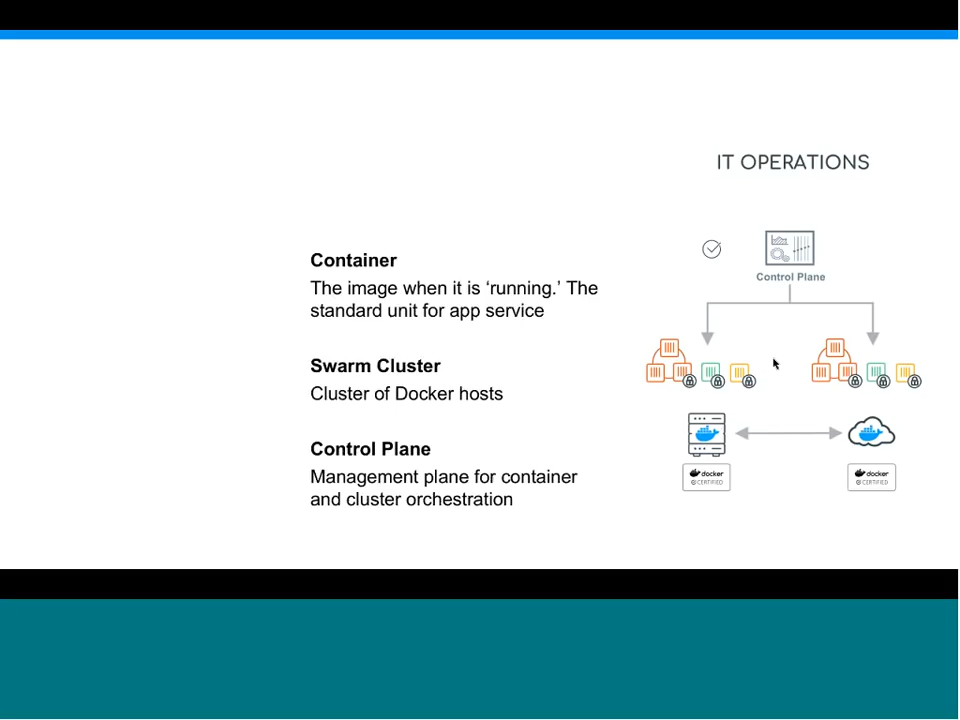 IT OPERATIONS
Control Plane
Container
The image when it is ‘running.’ The
standard unit for app service
Swarm Cluster
Cluster of Docker hosts
Control Plane
Management plane for container
and cluster orchestration
docker
CERTIFIED
docker
CERTIFIED